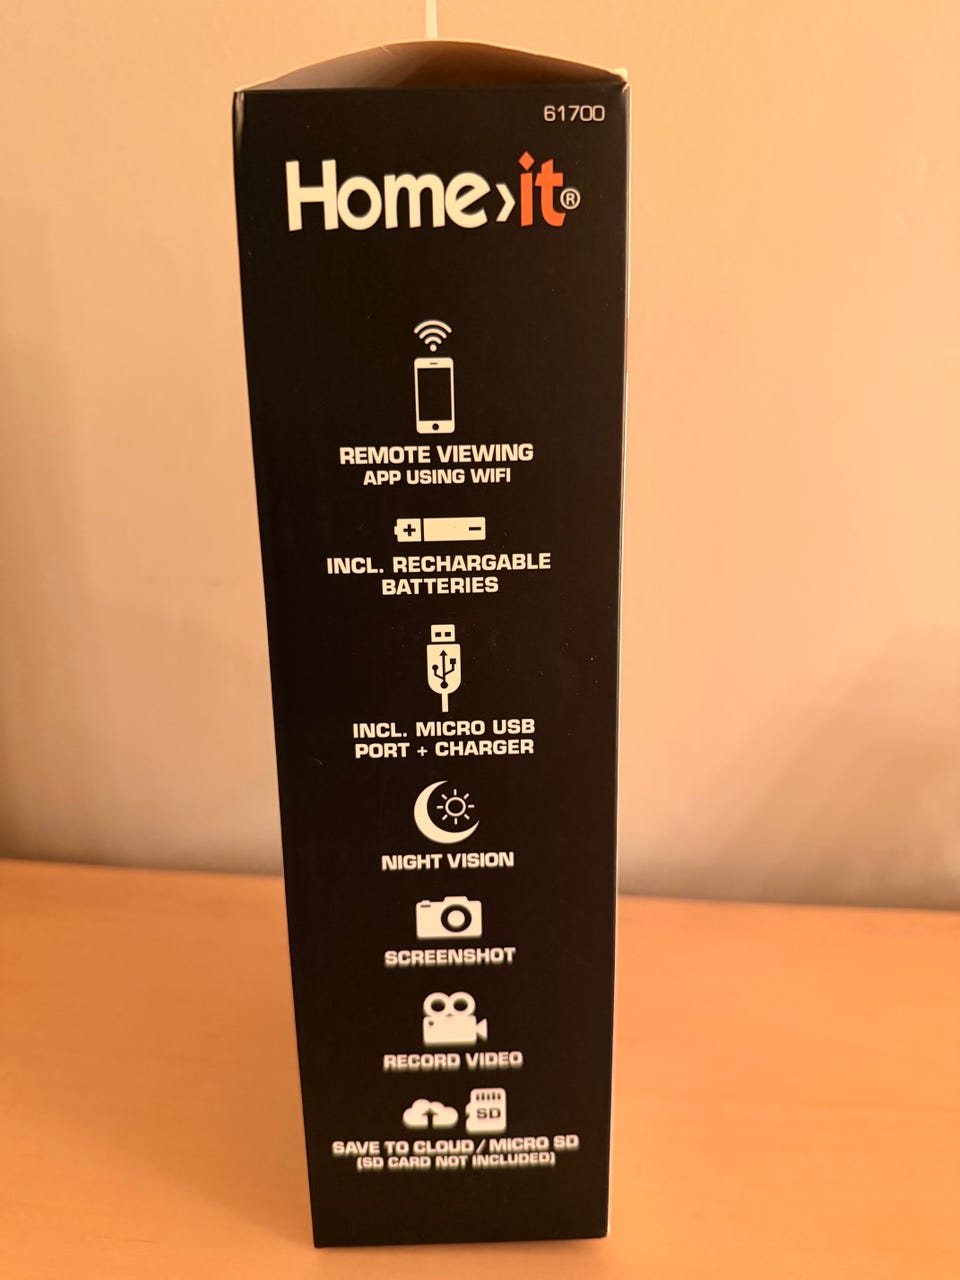 61700
Home›it®
REMOTE VIEWING
APP USING WIFI
INCL. RECHARGABLE
BATTERIES
INCL. MICRO USB
PORT + CHARGER
NIGHT VISION
SCREENSHOT
RECORD VIDEO
SD
SAVE TO CLOUD / MICRO SD
(SD CARD NOT INCLUDED)